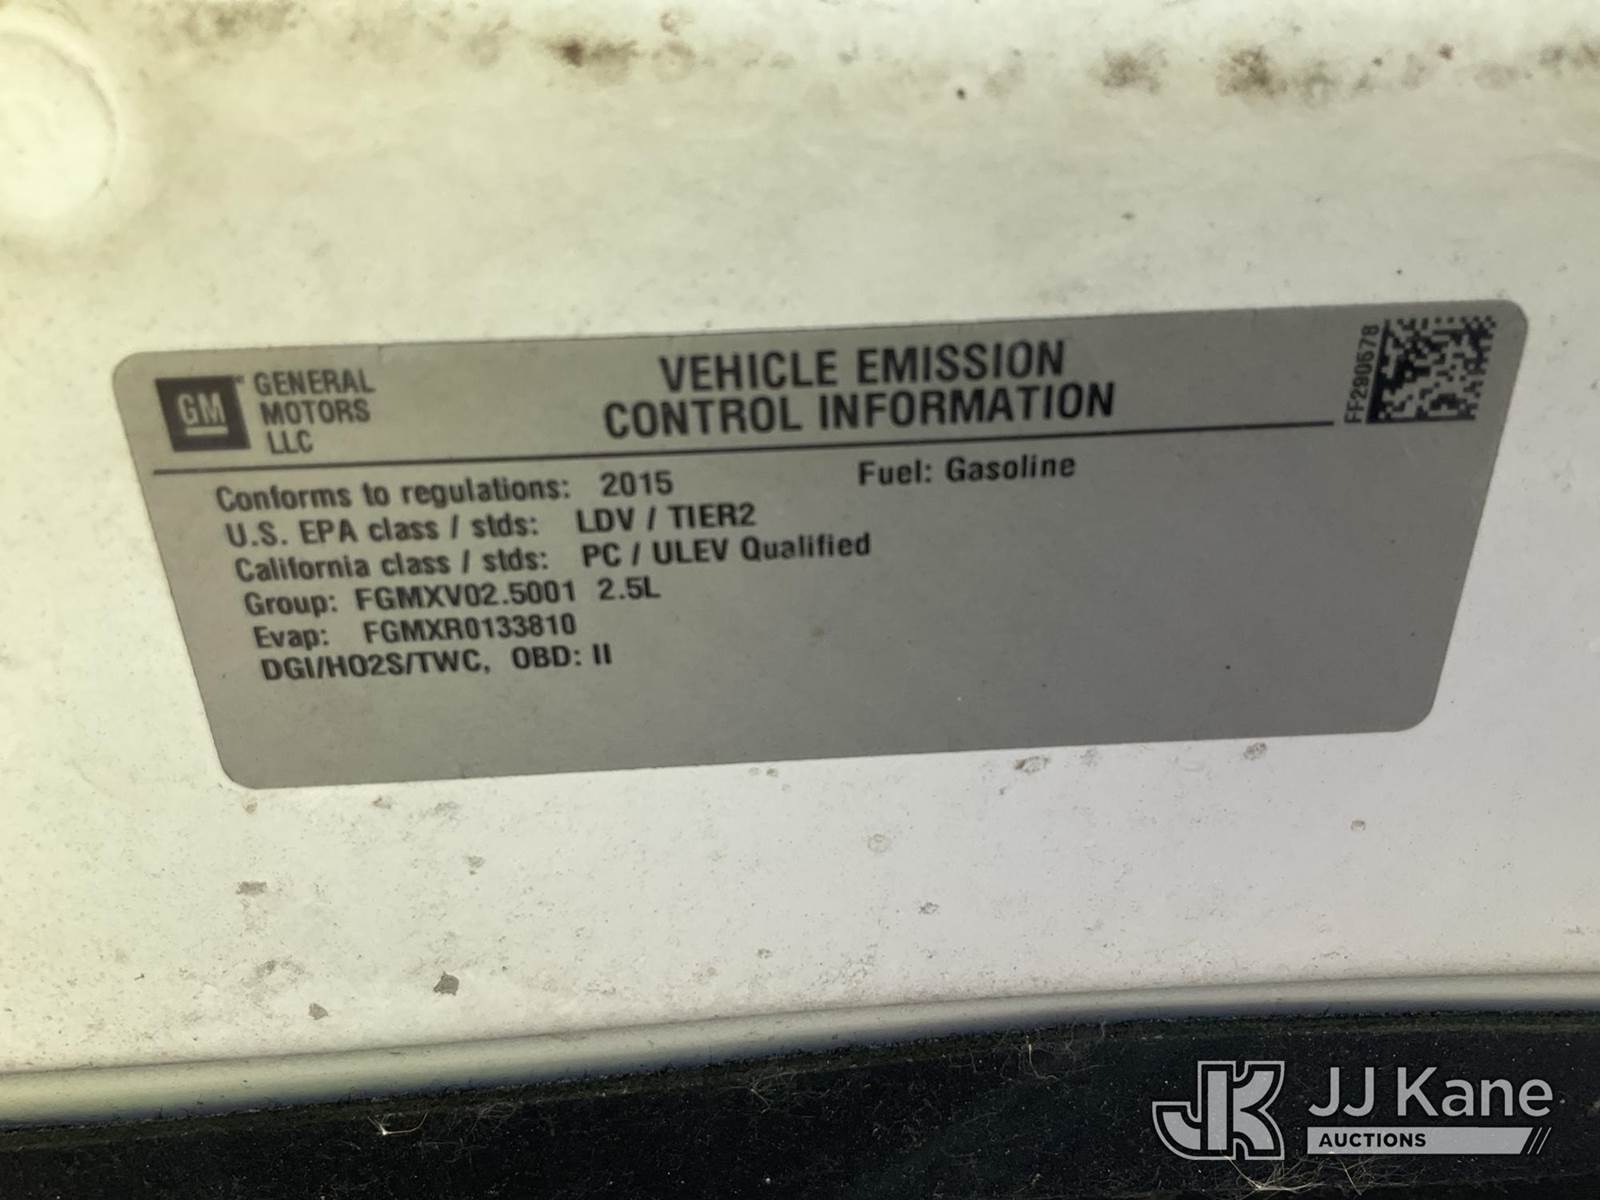 GM GENERAL MOTORS LLC
VEHICLE EMISSION
CONTROL INFORMATION
FF290678
Conforms to regulations: 2015 Fuel: Gasoline
U.S. EPA class / stds: LDV / TIER2
California class / stds: PC / ULEV Qualified
Group: FGMXV02.5001 2.5L
Evap: FGMXR0133810
DGI/HO2S/TWC, OBD: II
JK JJ Kane
AUCTIONS